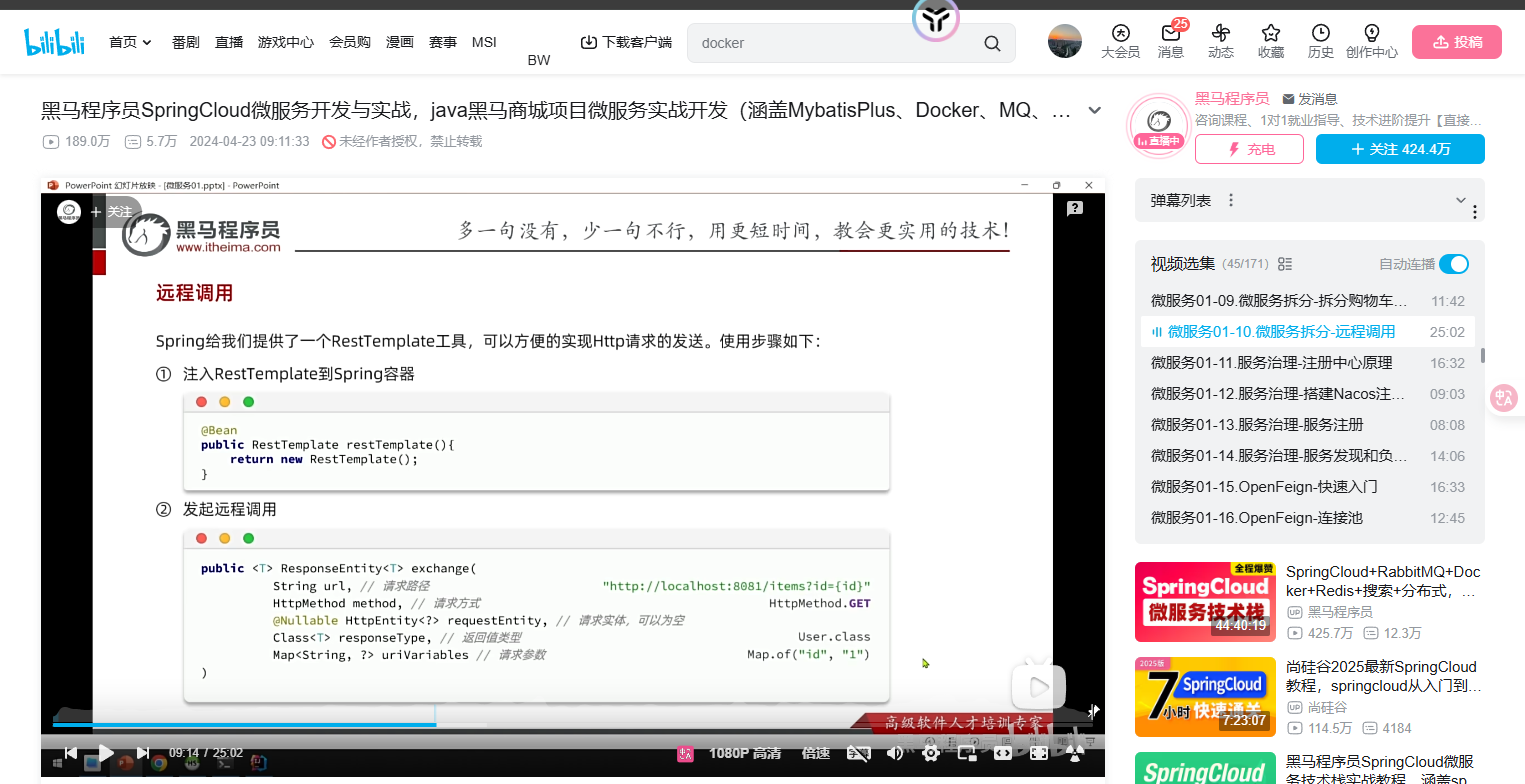 bilibili
首页 番剧 直播 游戏中心 会员购 漫画 赛事 MSI BW 下载客户端
docker
大会员 消息 25 动态 收藏 历史 创作中心 投稿
黑马程序员SpringCloud微服务开发与实战，java黑马商城项目微服务实战开发（涵盖MybatisPlus、Docker、MQ、…
189.0万 5.7万 2024-04-23 09:11:33 未经作者授权，禁止转载
PowerPoint 幻灯片放映 - [微服务01.pptx] - PowerPoint
+ 关注
黑马程序员
www.itheima.com
多一句没有，少一句不行，用更短时间，教会更实用的技术！
远程调用
Spring给我们提供了一个RestTemplate工具，可以方便的实现Http请求的发送。使用步骤如下：
① 注入RestTemplate到Spring容器
@Bean
public RestTemplate restTemplate(){
return new RestTemplate();
}
② 发起远程调用
public <T> ResponseEntity<T> exchange(
String url, // 请求路径 "http://localhost:8081/items?id={id}"
HttpMethod method, // 请求方式 HttpMethod.GET
@Nullable HttpEntity<?> requestEntity, // 请求实体，可以为空
Class<T> responseType, // 返回值类型 User.class
Map<String, ?> uriVariables // 请求参数 Map.of("id", "1")
)
高级软件人才培训专家
09:14 / 25:02 1080P 高清 倍速
黑马程序员 发消息
咨询课程、1对1就业指导、技术进阶提升【直接…
直播中
充电
+ 关注 424.4万
弹幕列表
视频选集 (45/171) 自动连播
微服务01-09.微服务拆分-拆分购物车… 11:42
微服务01-10.微服务拆分-远程调用 25:02
微服务01-11.服务治理-注册中心原理 16:32
微服务01-12.服务治理-搭建Nacos注… 09:03
微服务01-13.服务治理-服务注册 08:08
微服务01-14.服务治理-服务发现和负… 14:06
微服务01-15.OpenFeign-快速入门 16:33
微服务01-16.OpenFeign-连接池 12:45
全程爆赞
SpringCloud
微服务技术栈
44:40:19
SpringCloud+RabbitMQ+Doc
ker+Redis+搜索+分布式，…
黑马程序员
425.7万 12.3万
2025版
7 SpringCloud
小时 快速通关
7:23:07
尚硅谷2025最新SpringCloud
教程，springcloud从入门到…
尚硅谷
114.5万 4184
SpringCloud
黑马程序员SpringCloud微服
务技术栈实战教程，涵盖sp…